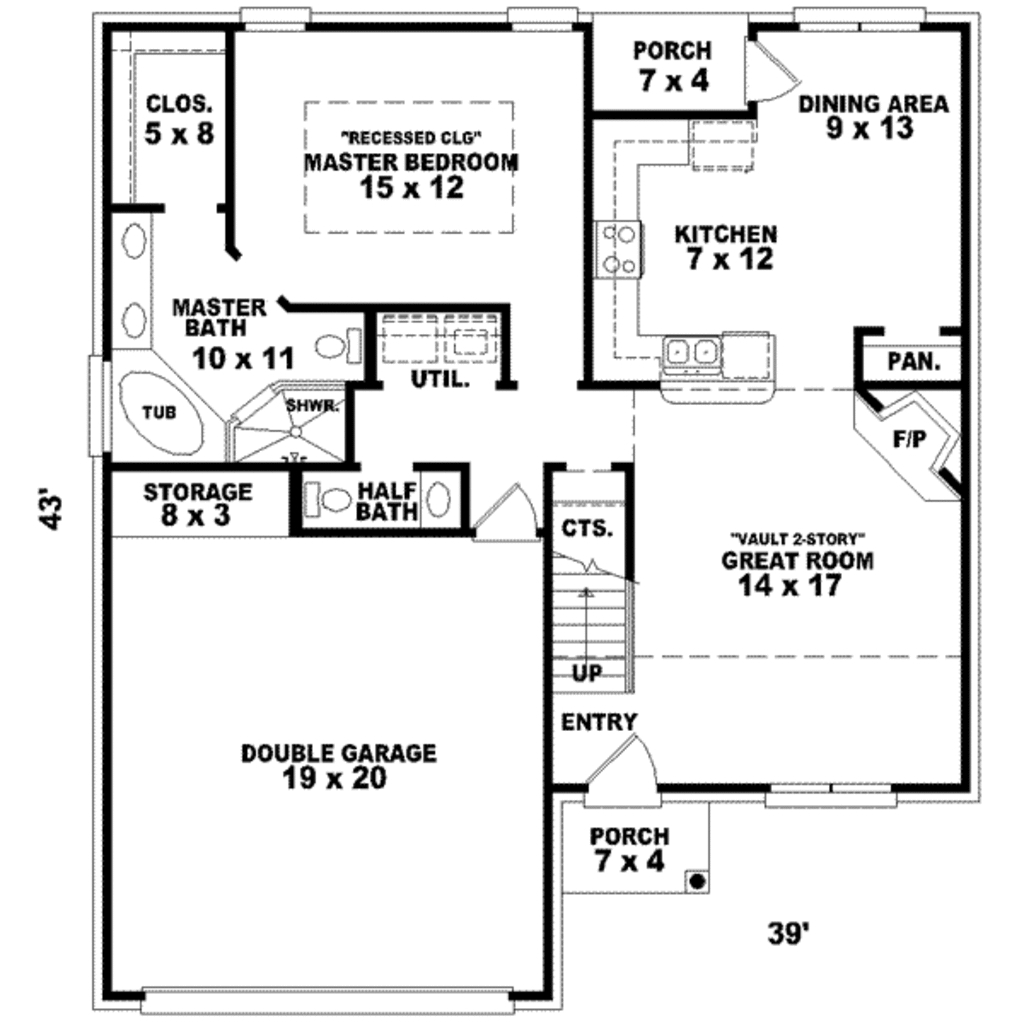 PORCH
7 x 4
CLOS.
5 x 8
DINING AREA
9 x 13
"RECESSED CLG"
MASTER BEDROOM
15 x 12
KITCHEN
7 x 12
MASTER
BATH
10 x 11
PAN.
UTIL.
SHWR.
TUB
F/P
43'
STORAGE
8 x 3
HALF
BATH
CTS.
"VAULT 2-STORY"
GREAT ROOM
14 x 17
UP
ENTRY
DOUBLE GARAGE
19 x 20
PORCH
7 x 4
39'